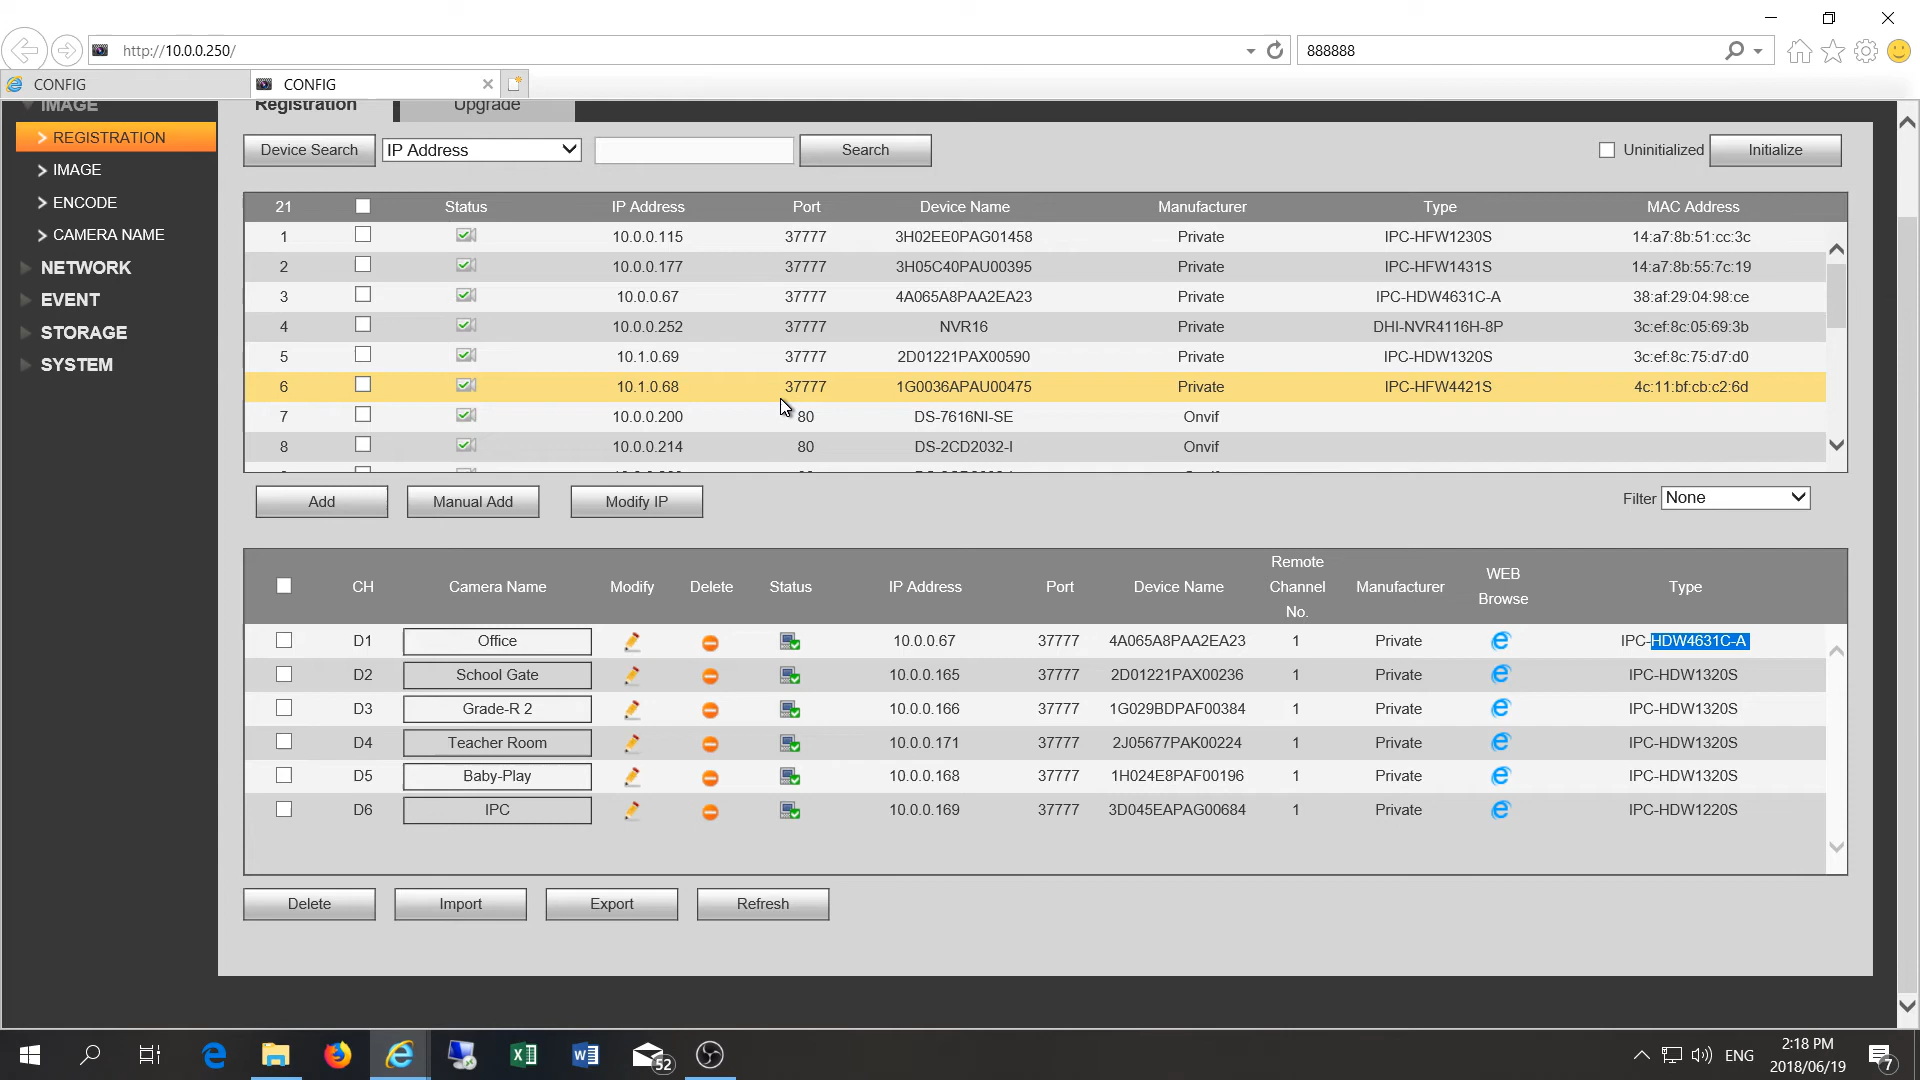 http://10.0.0.250/
888888
CONFIG
CONFIG
IMAGE
REGISTRATION
IMAGE
ENCODE
CAMERA NAME
NETWORK
EVENT
STORAGE
SYSTEM
Registration Upgrade
Device Search IP Address Search Uninitialized Initialize
21 Status IP Address Port Device Name Manufacturer Type MAC Address
1 10.0.0.115 37777 3H02EE0PAG01458 Private IPC-HFW1230S 14:a7:8b:51:cc:3c
2 10.0.0.177 37777 3H05C40PAU00395 Private IPC-HFW1431S 14:a7:8b:55:7c:19
3 10.0.0.67 37777 4A065A8PAA2EA23 Private IPC-HDW4631C-A 38:af:29:04:98:ce
4 10.0.0.252 37777 NVR16 Private DHI-NVR4116H-8P 3c:ef:8c:05:69:3b
5 10.1.0.69 37777 2D01221PAX00590 Private IPC-HDW1320S 3c:ef:8c:75:d7:d0
6 10.1.0.68 37777 1G0036APAU00475 Private IPC-HFW4421S 4c:11:bf:cb:c2:6d
7 10.0.0.200 80 DS-7616NI-SE Onvif
8 10.0.0.214 80 DS-2CD2032-I Onvif
Add Manual Add Modify IP Filter None
CH Camera Name Modify Delete Status IP Address Port Device Name Remote Channel No. Manufacturer WEB Browse Type
D1 Office 10.0.0.67 37777 4A065A8PAA2EA23 1 Private IPC-HDW4631C-A
D2 School Gate 10.0.0.165 37777 2D01221PAX00236 1 Private IPC-HDW1320S
D3 Grade-R 2 10.0.0.166 37777 1G029BDPAF00384 1 Private IPC-HDW1320S
D4 Teacher Room 10.0.0.171 37777 2J05677PAK00224 1 Private IPC-HDW1320S
D5 Baby-Play 10.0.0.168 37777 1H024E8PAF00196 1 Private IPC-HDW1320S
D6 IPC 10.0.0.169 37777 3D045EAPAG00684 1 Private IPC-HDW1220S
Delete Import Export Refresh
52
ENG
2:18 PM
2018/06/19
7